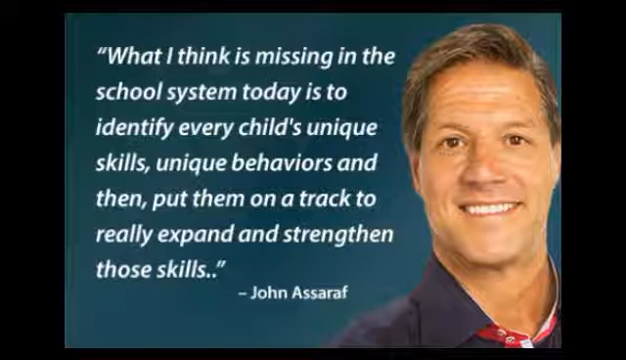 “What I think is missing in the
school system today is to
identify every child's unique
skills, unique behaviors and
then, put them on a track to
really expand and strengthen
those skills..”
– John Assaraf